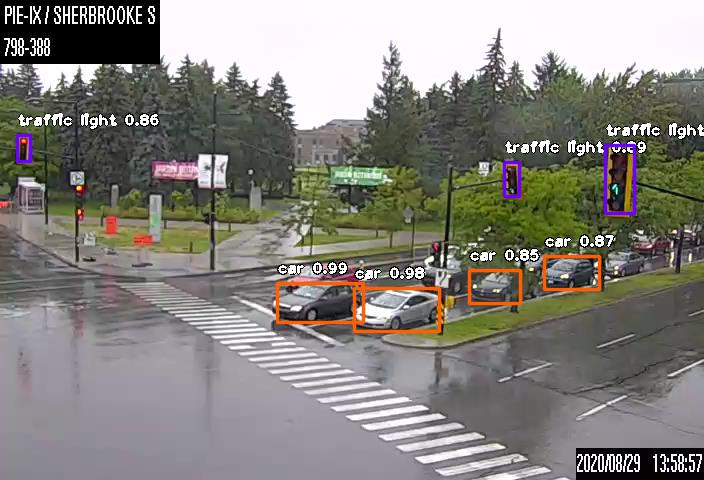 PIE-IX / SHERBROOKE S
798-388
traffic light 0.86
traffic light
traffic light 0.89
car 0.87
car 0.85
car 0.99
car 0.98
2020/08/29 13:58:57